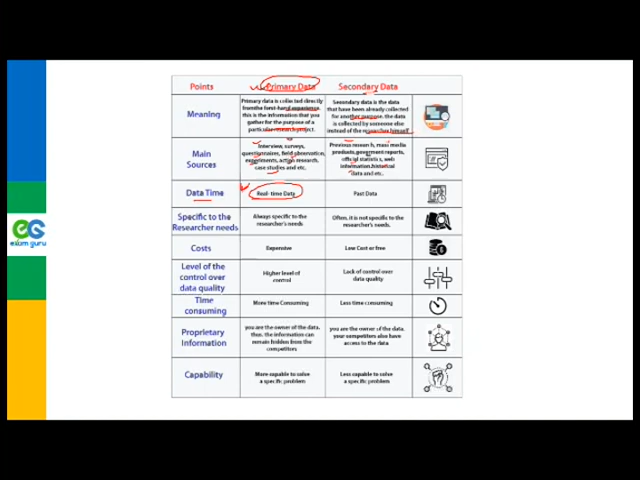 Points Primary Data Secondary Data
Meaning
Primary data is collected directly
from the first-hand experience.
this is the information that you
gather for the purpose of a
particular research project.
Secondary data is the data
that have been already collected
for another purpose. the data
is collected by someone else
instead of the researcher himself
Main
Sources
Interview, surveys,
questionnaires, field observation,
experiments, action research,
case studies and etc.
Previous research, mass media
products, government reports,
official statistics, web
information, historical
data and etc.
Data Time
Real- time Data
Past Data
Specific to the
Researcher needs
Always specific to the
researcher's needs
Often, it is not specific to the
researcher's needs.
Costs
Expensive
Low Cost or free
Level of the
control over
data quality
Higher level of
control
Lack of control over
data quality
Time
consuming
More time Consuming
Less time consuming
Proprietary
Information
you are the owner of the data,
thus, the information can
remain hidden from the
competitors
you are the owner of the data,
your competitors also have
access to the data
Capability
More capable to solve
a specific problem
Less capable to solve
a specific problem
eG
exam guru